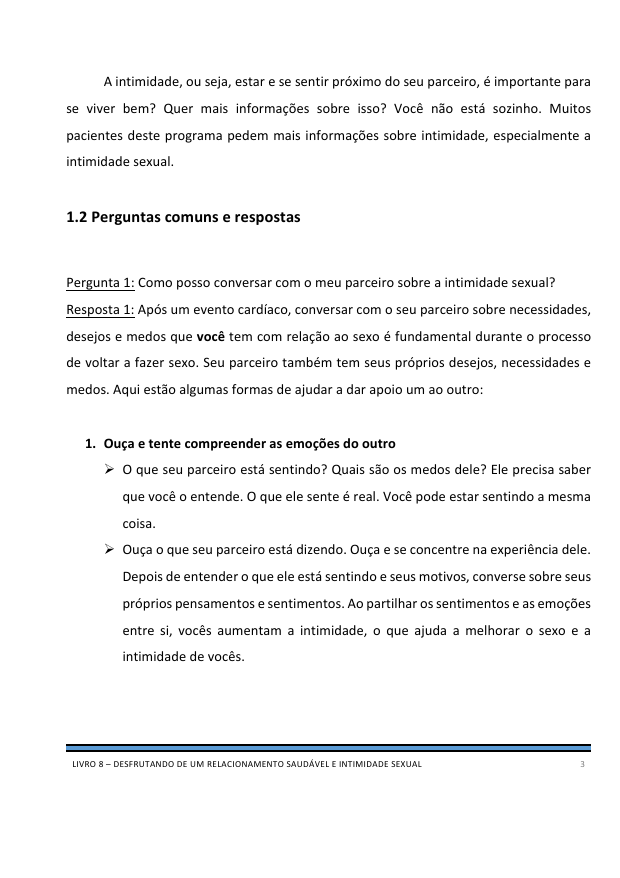 A intimidade, ou seja, estar e se sentir próximo do seu parceiro, é importante para
se viver bem? Quer mais informações sobre isso? Você não está sozinho. Muitos
pacientes deste programa pedem mais informações sobre intimidade, especialmente a
intimidade sexual.
1.2 Perguntas comuns e respostas
Pergunta 1: Como posso conversar com o meu parceiro sobre a intimidade sexual?
Resposta 1: Após um evento cardíaco, conversar com o seu parceiro sobre necessidades,
desejos e medos que você tem com relação ao sexo é fundamental durante o processo
de voltar a fazer sexo. Seu parceiro também tem seus próprios desejos, necessidades e
medos. Aqui estão algumas formas de ajudar a dar apoio um ao outro:
1. Ouça e tente compreender as emoções do outro
➢ O que seu parceiro está sentindo? Quais são os medos dele? Ele precisa saber
que você o entende. O que ele sente é real. Você pode estar sentindo a mesma
coisa.
➢ Ouça o que seu parceiro está dizendo. Ouça e se concentre na experiência dele.
Depois de entender o que ele está sentindo e seus motivos, converse sobre seus
próprios pensamentos e sentimentos. Ao partilhar os sentimentos e as emoções
entre si, vocês aumentam a intimidade, o que ajuda a melhorar o sexo e a
intimidade de vocês.
LIVRO 8 – DESFRUTANDO DE UM RELACIONAMENTO SAUDÁVEL E INTIMIDADE SEXUAL 3